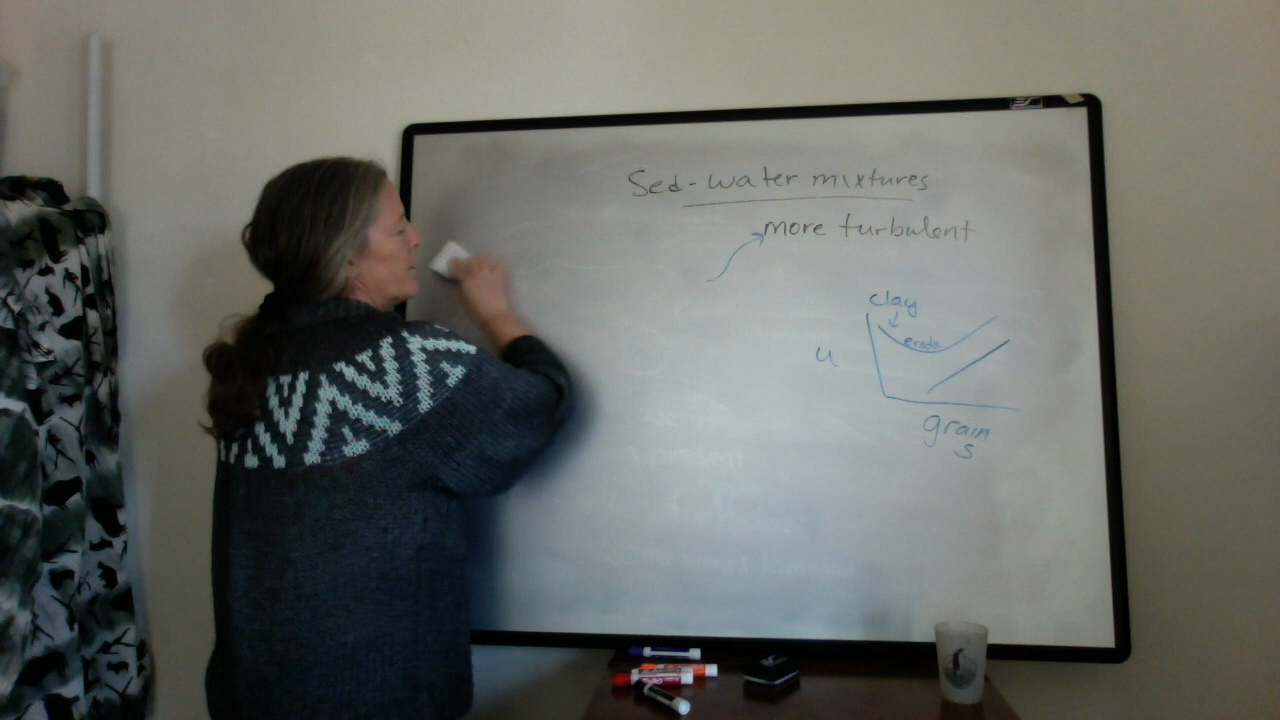 Sed-water mixtures
more turbulent
clay
erode
u
grain
s